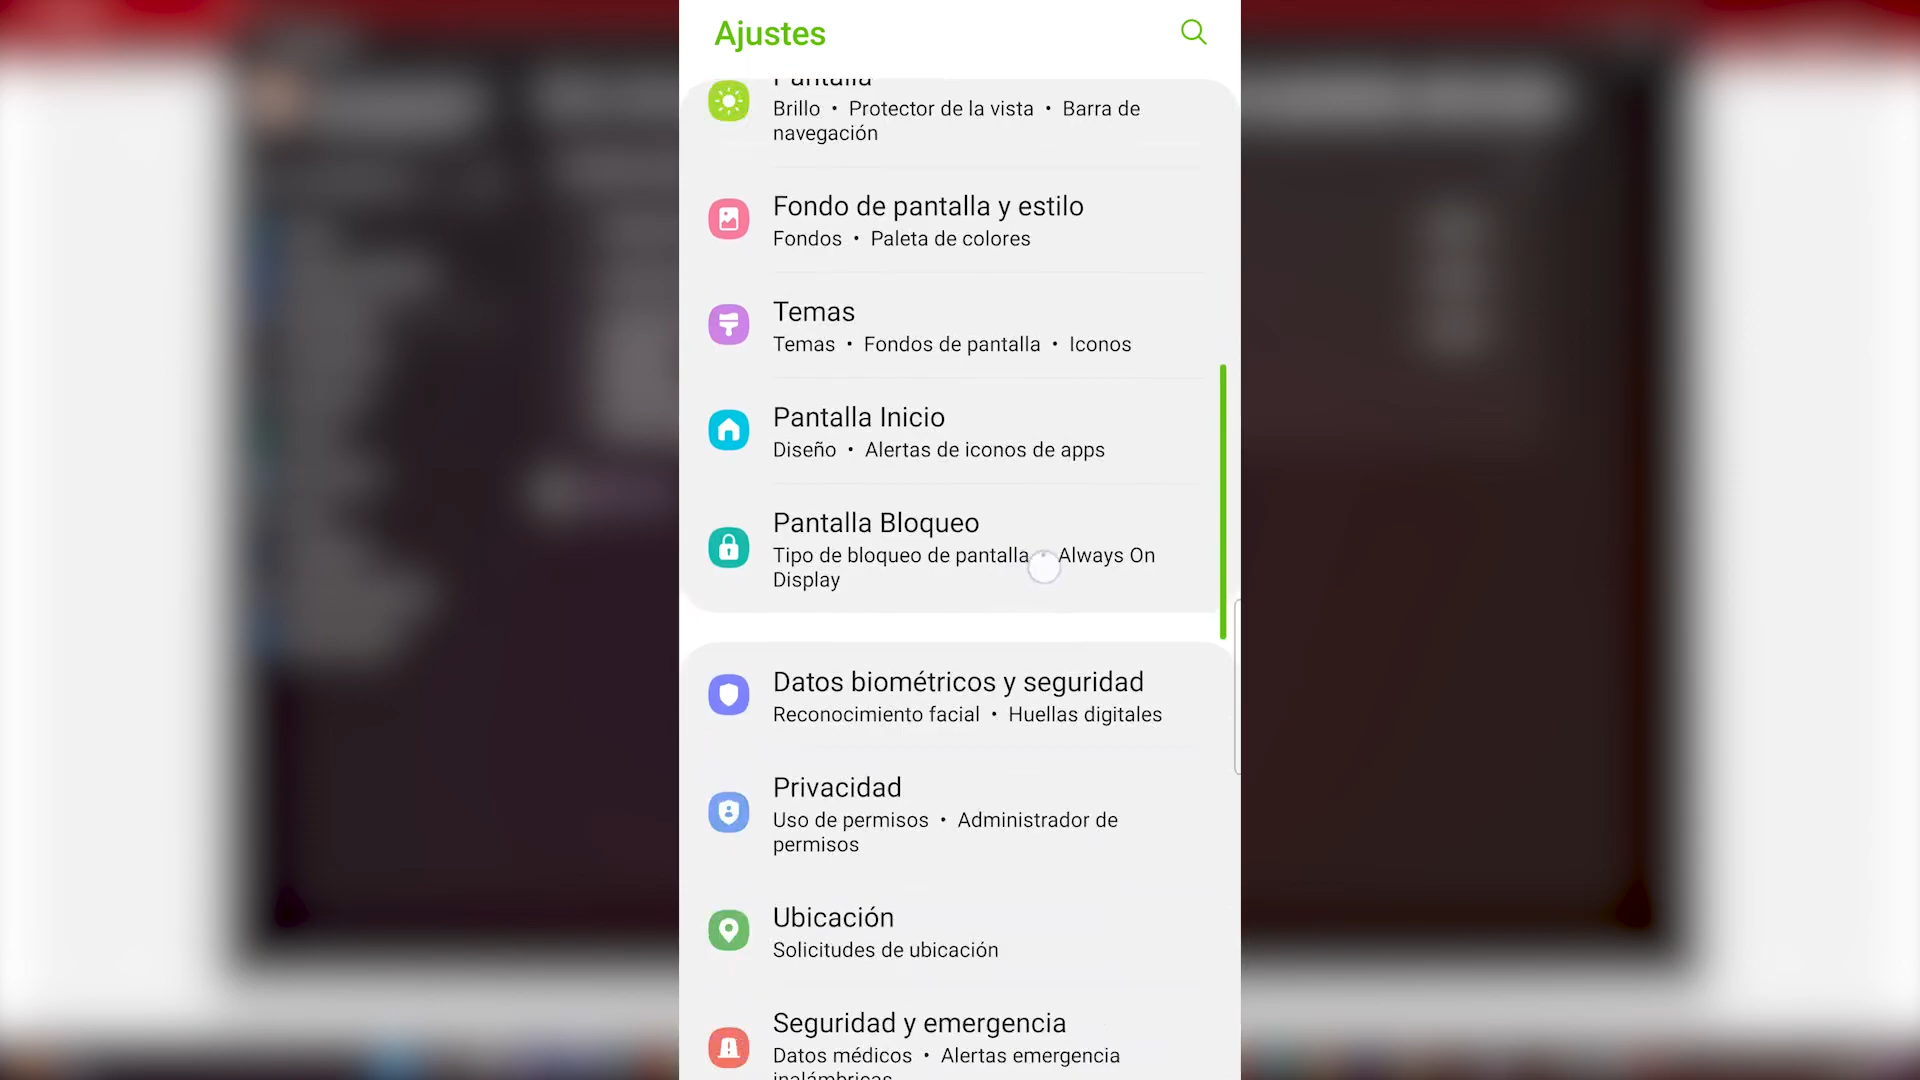 Ajustes
Pantalla
Brillo • Protector de la vista • Barra de
navegación
Fondo de pantalla y estilo
Fondos • Paleta de colores
Temas
Temas • Fondos de pantalla • Iconos
Pantalla Inicio
Diseño • Alertas de iconos de apps
Pantalla Bloqueo
Tipo de bloqueo de pantalla • Always On
Display
Datos biométricos y seguridad
Reconocimiento facial • Huellas digitales
Privacidad
Uso de permisos • Administrador de
permisos
Ubicación
Solicitudes de ubicación
Seguridad y emergencia
Datos médicos • Alertas emergencia
inalámbricas